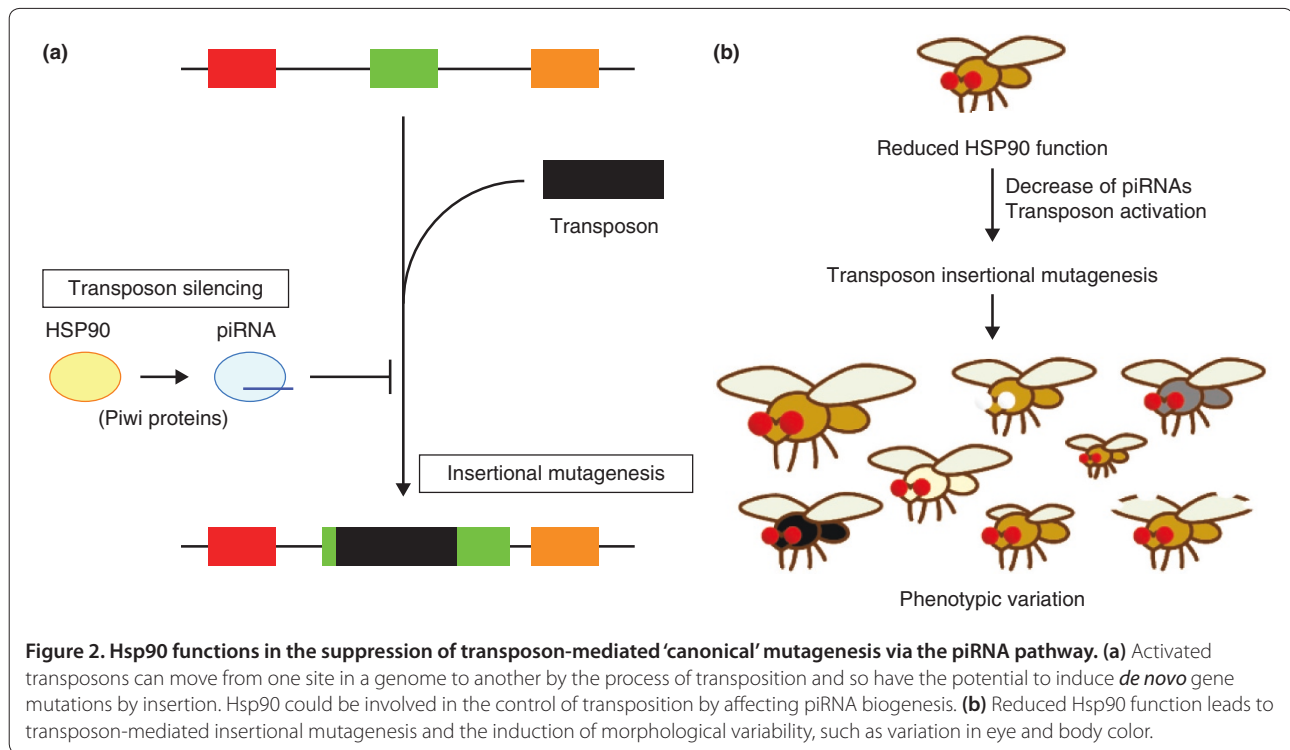 (a)
Transposon
Transposon silencing
HSP90 piRNA
(Piwi proteins)
Insertional mutagenesis
(b)
Reduced HSP90 function
Decrease of piRNAs
Transposon activation
Transposon insertional mutagenesis
Phenotypic variation
Figure 2. Hsp90 functions in the suppression of transposon-mediated ‘canonical’ mutagenesis via the piRNA pathway. (a) Activated
transposons can move from one site in a genome to another by the process of transposition and so have the potential to induce de novo gene
mutations by insertion. Hsp90 could be involved in the control of transposition by affecting piRNA biogenesis. (b) Reduced Hsp90 function leads to
transposon-mediated insertional mutagenesis and the induction of morphological variability, such as variation in eye and body color.